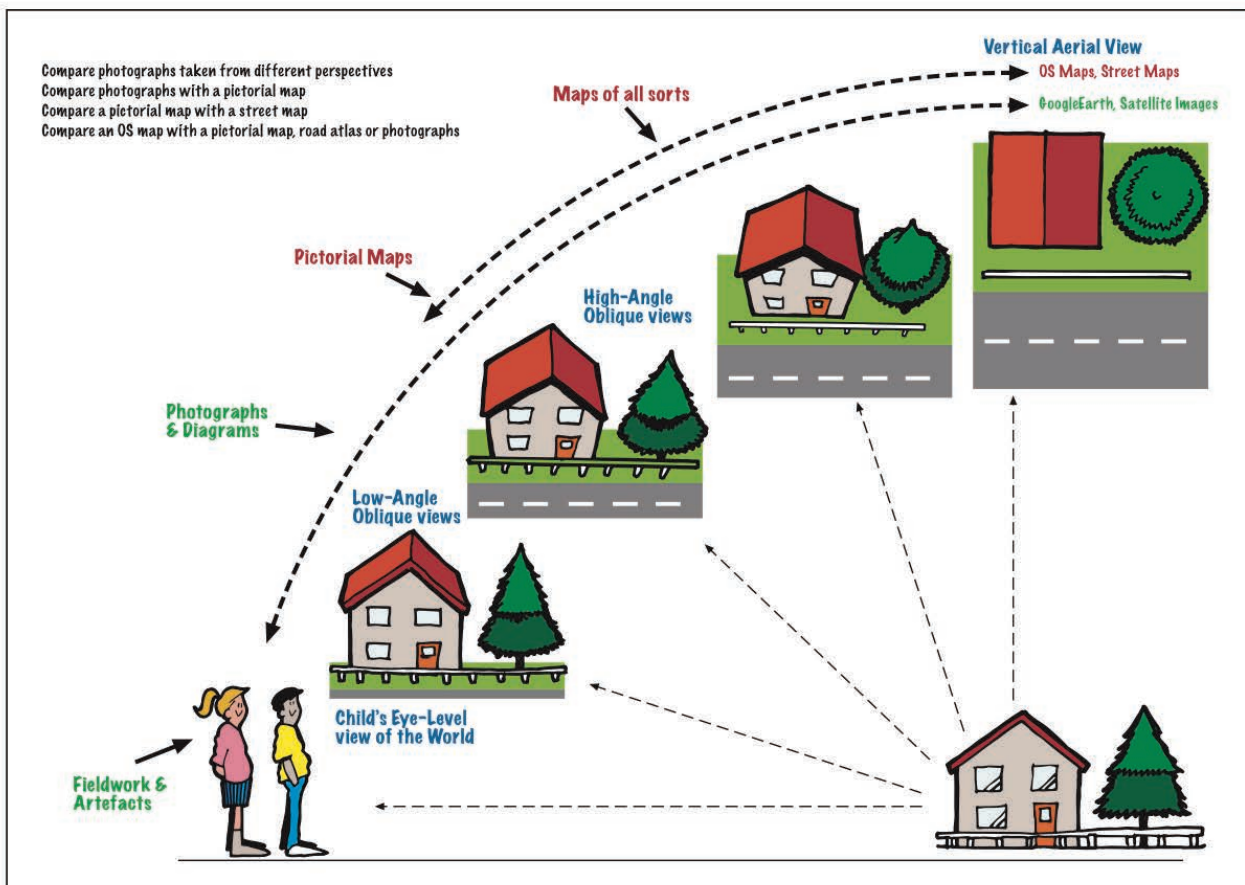 Compare photographs taken from different perspectives
Compare photographs with a pictorial map
Compare a pictorial map with a street map
Compare an OS map with a pictorial map, road atlas or photographs
Vertical Aerial View
OS Maps, Street Maps
GoogleEarth, Satellite Images
Maps of all sorts
Pictorial Maps
High-Angle
Oblique views
Photographs
& Diagrams
Low-Angle
Oblique views
Child's Eye-Level
view of the World
Fieldwork &
Artefacts